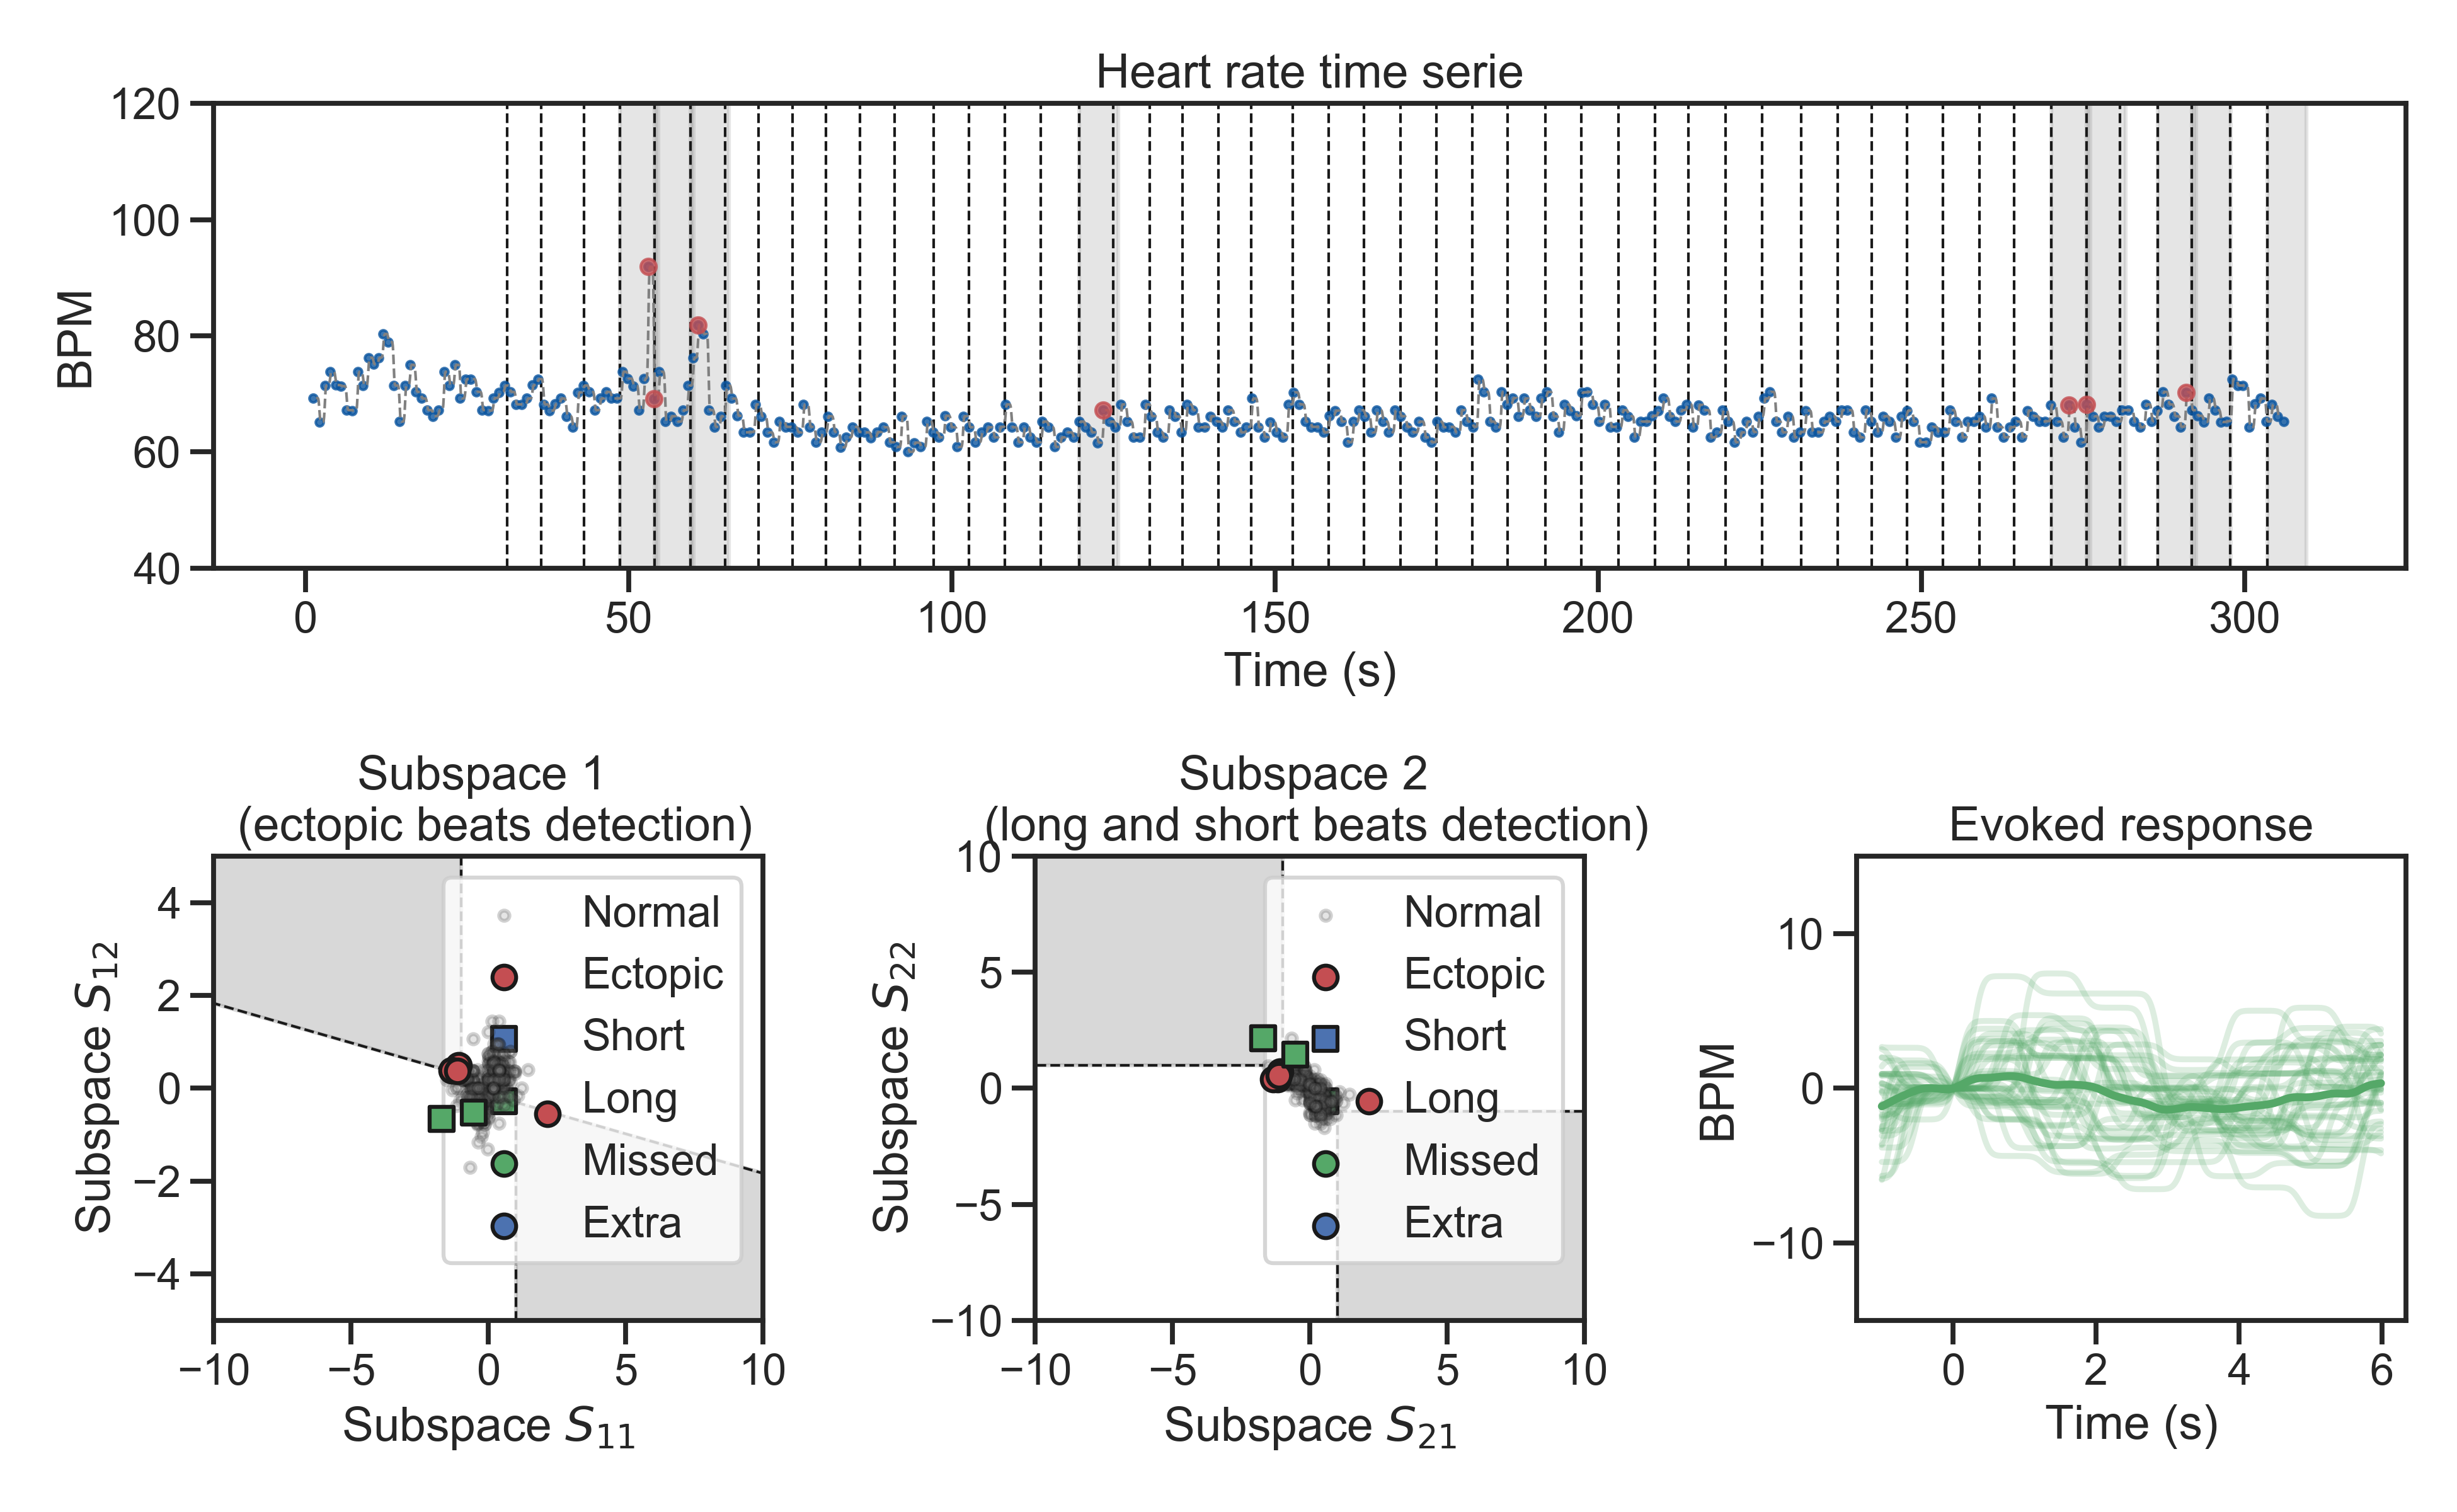 Heart rate time serie
120
100
80
60
40
BPM
0
50
100
150
200
250
300
Time (s)
Subspace 1
(ectopic beats detection)
4
2
0
−2
−4
Subspace S12
Normal
Ectopic
Short
Long
Missed
Extra
−10
−5
0
5
10
Subspace S11
Subspace 2
(long and short beats detection)
10
5
0
−5
−10
Subspace S22
Normal
Ectopic
Short
Long
Missed
Extra
−10
−5
0
5
10
Subspace S21
Evoked response
10
0
−10
BPM
0
2
4
6
Time (s)